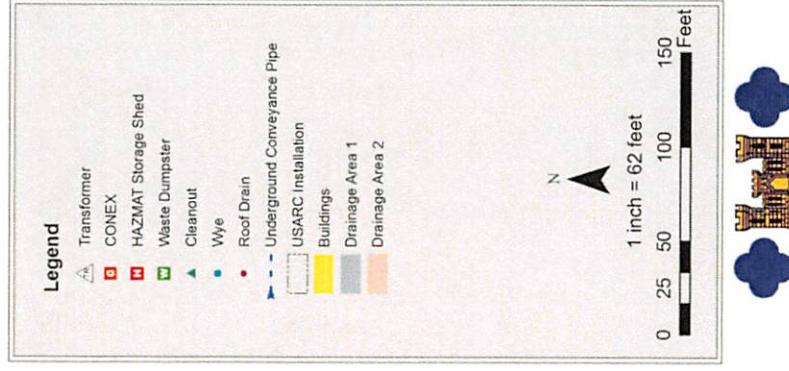 Legend
TR
Transformer
C CONEX
H HAZMAT Storage Shed
W Waste Dumpster
Cleanout
Wye
Roof Drain
Underground Conveyance Pipe
USARC Installation
Buildings
Drainage Area 1
Drainage Area 2
N
1 inch = 62 feet
0 25 50 100 150
Feet